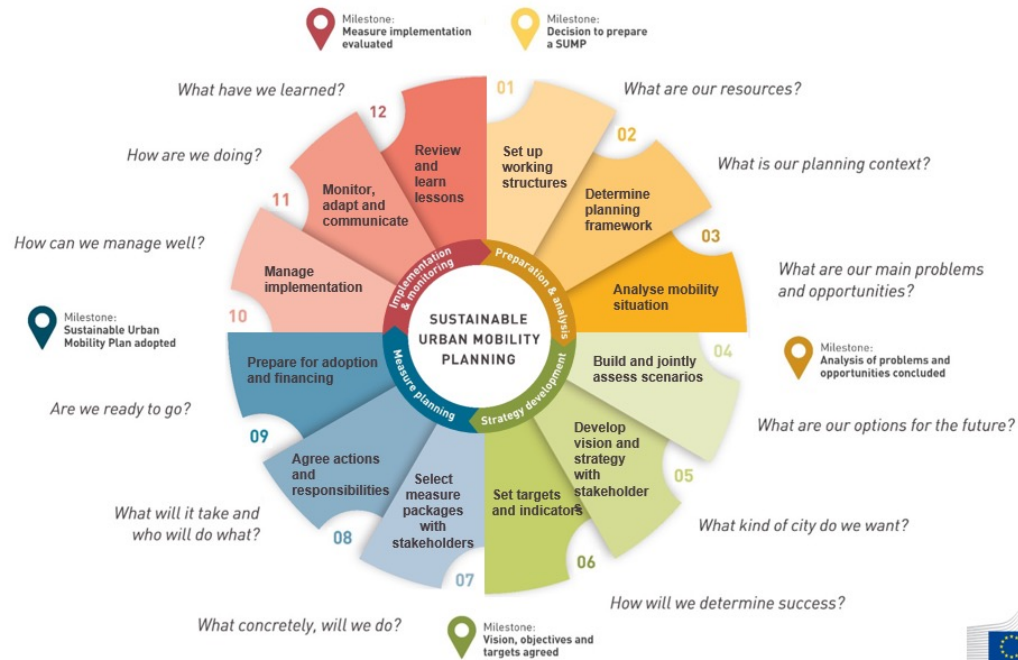 Milestone:
Measure implementation
evaluated
Milestone:
Decision to prepare
a SUMP
What are our resources?
What is our planning context?
What are our main problems
and opportunities?
Milestone:
Analysis of problems and
opportunities concluded
What are our options for the future?
What kind of city do we want?
How will we determine success?
Milestone:
Vision, objectives and
targets agreed
What concretely, will we do?
What will it take and
who will do what?
Are we ready to go?
Milestone:
Sustainable Urban
Mobility Plan adopted
How can we manage well?
How are we doing?
What have we learned?
01
Set up
working
structures
02
Determine
planning
framework
03
Analyse mobility
situation
04
Build and jointly
assess scenarios
05
Develop
vision and
strategy
with
stakeholder
s
06
Set targets
and indicators
07
Select
measure
packages
with
stakeholders
08
Agree actions
and
responsibilities
09
Prepare for adoption
and financing
10
Manage
implementation
11
Monitor,
adapt and
communicate
12
Review
and
learn
lessons
Preparation & analysis
Strategy development
Measure planning
Implementation
& monitoring
SUSTAINABLE
URBAN MOBILITY
PLANNING